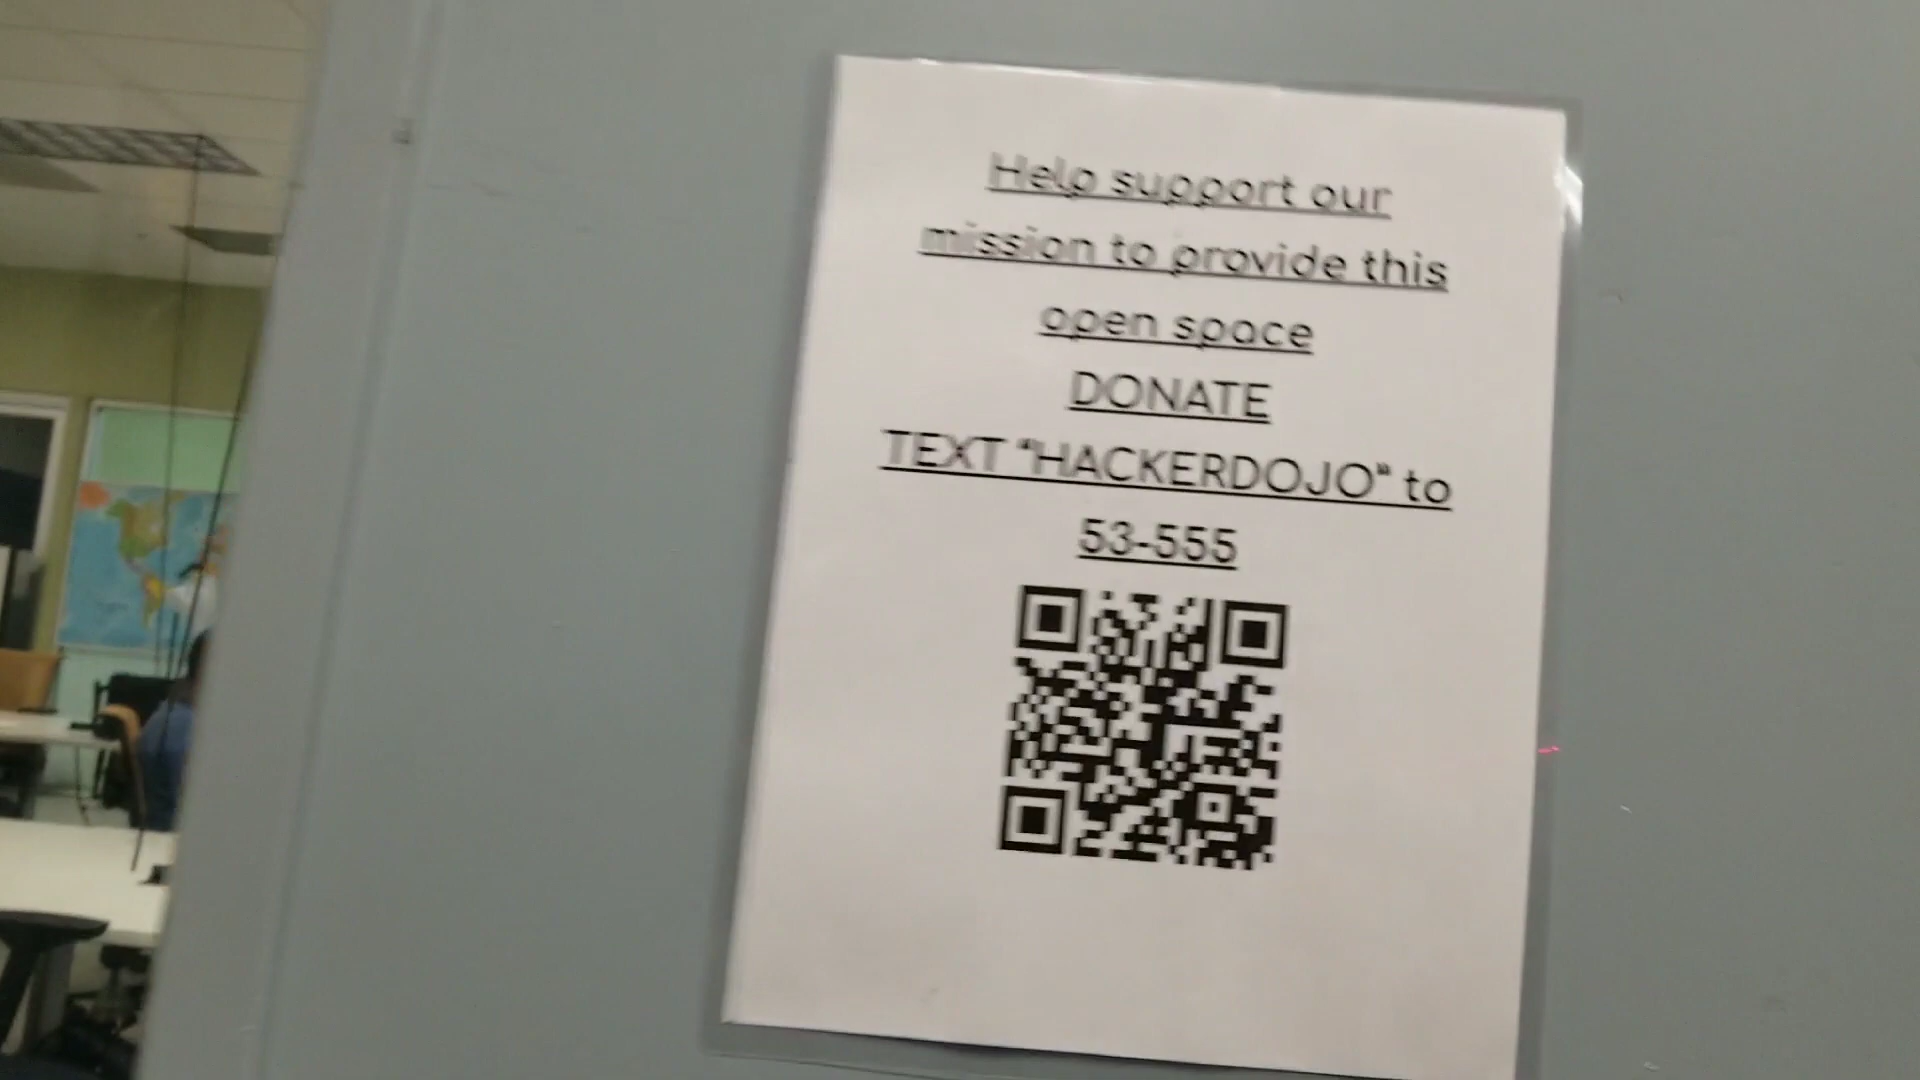 Help support our
mission to provide this
open space
DONATE
TEXT "HACKERDOJO" to
53-555